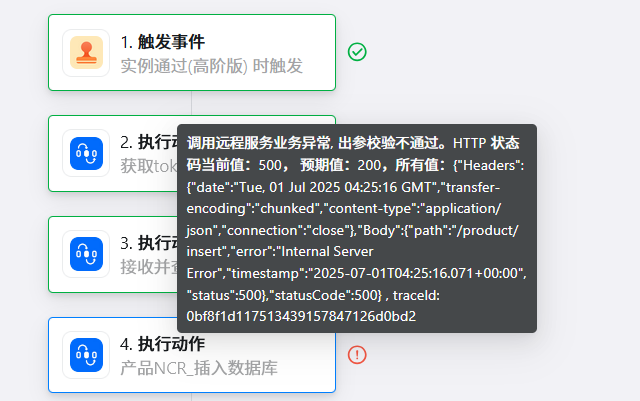 1. 触发事件
实例通过(高阶版) 时触发
2. 执行动
获取tok
调用远程服务业务异常, 出参校验不通过。HTTP 状态
码当前值：500， 预期值：200，所有值：{"Headers":
{"date":"Tue, 01 Jul 2025 04:25:16 GMT","transfer-
encoding":"chunked","content-type":"application/
json","connection":"close"},"Body":{"path":"/product/
insert","error":"Internal Server
Error","timestamp":"2025-07-01T04:25:16.071+00:00",
"status":500},"statusCode":500} , traceId:
0bf8f1d117513439157847126d0bd2
3. 执行动
接收并查
4. 执行动作
产品NCR_插入数据库